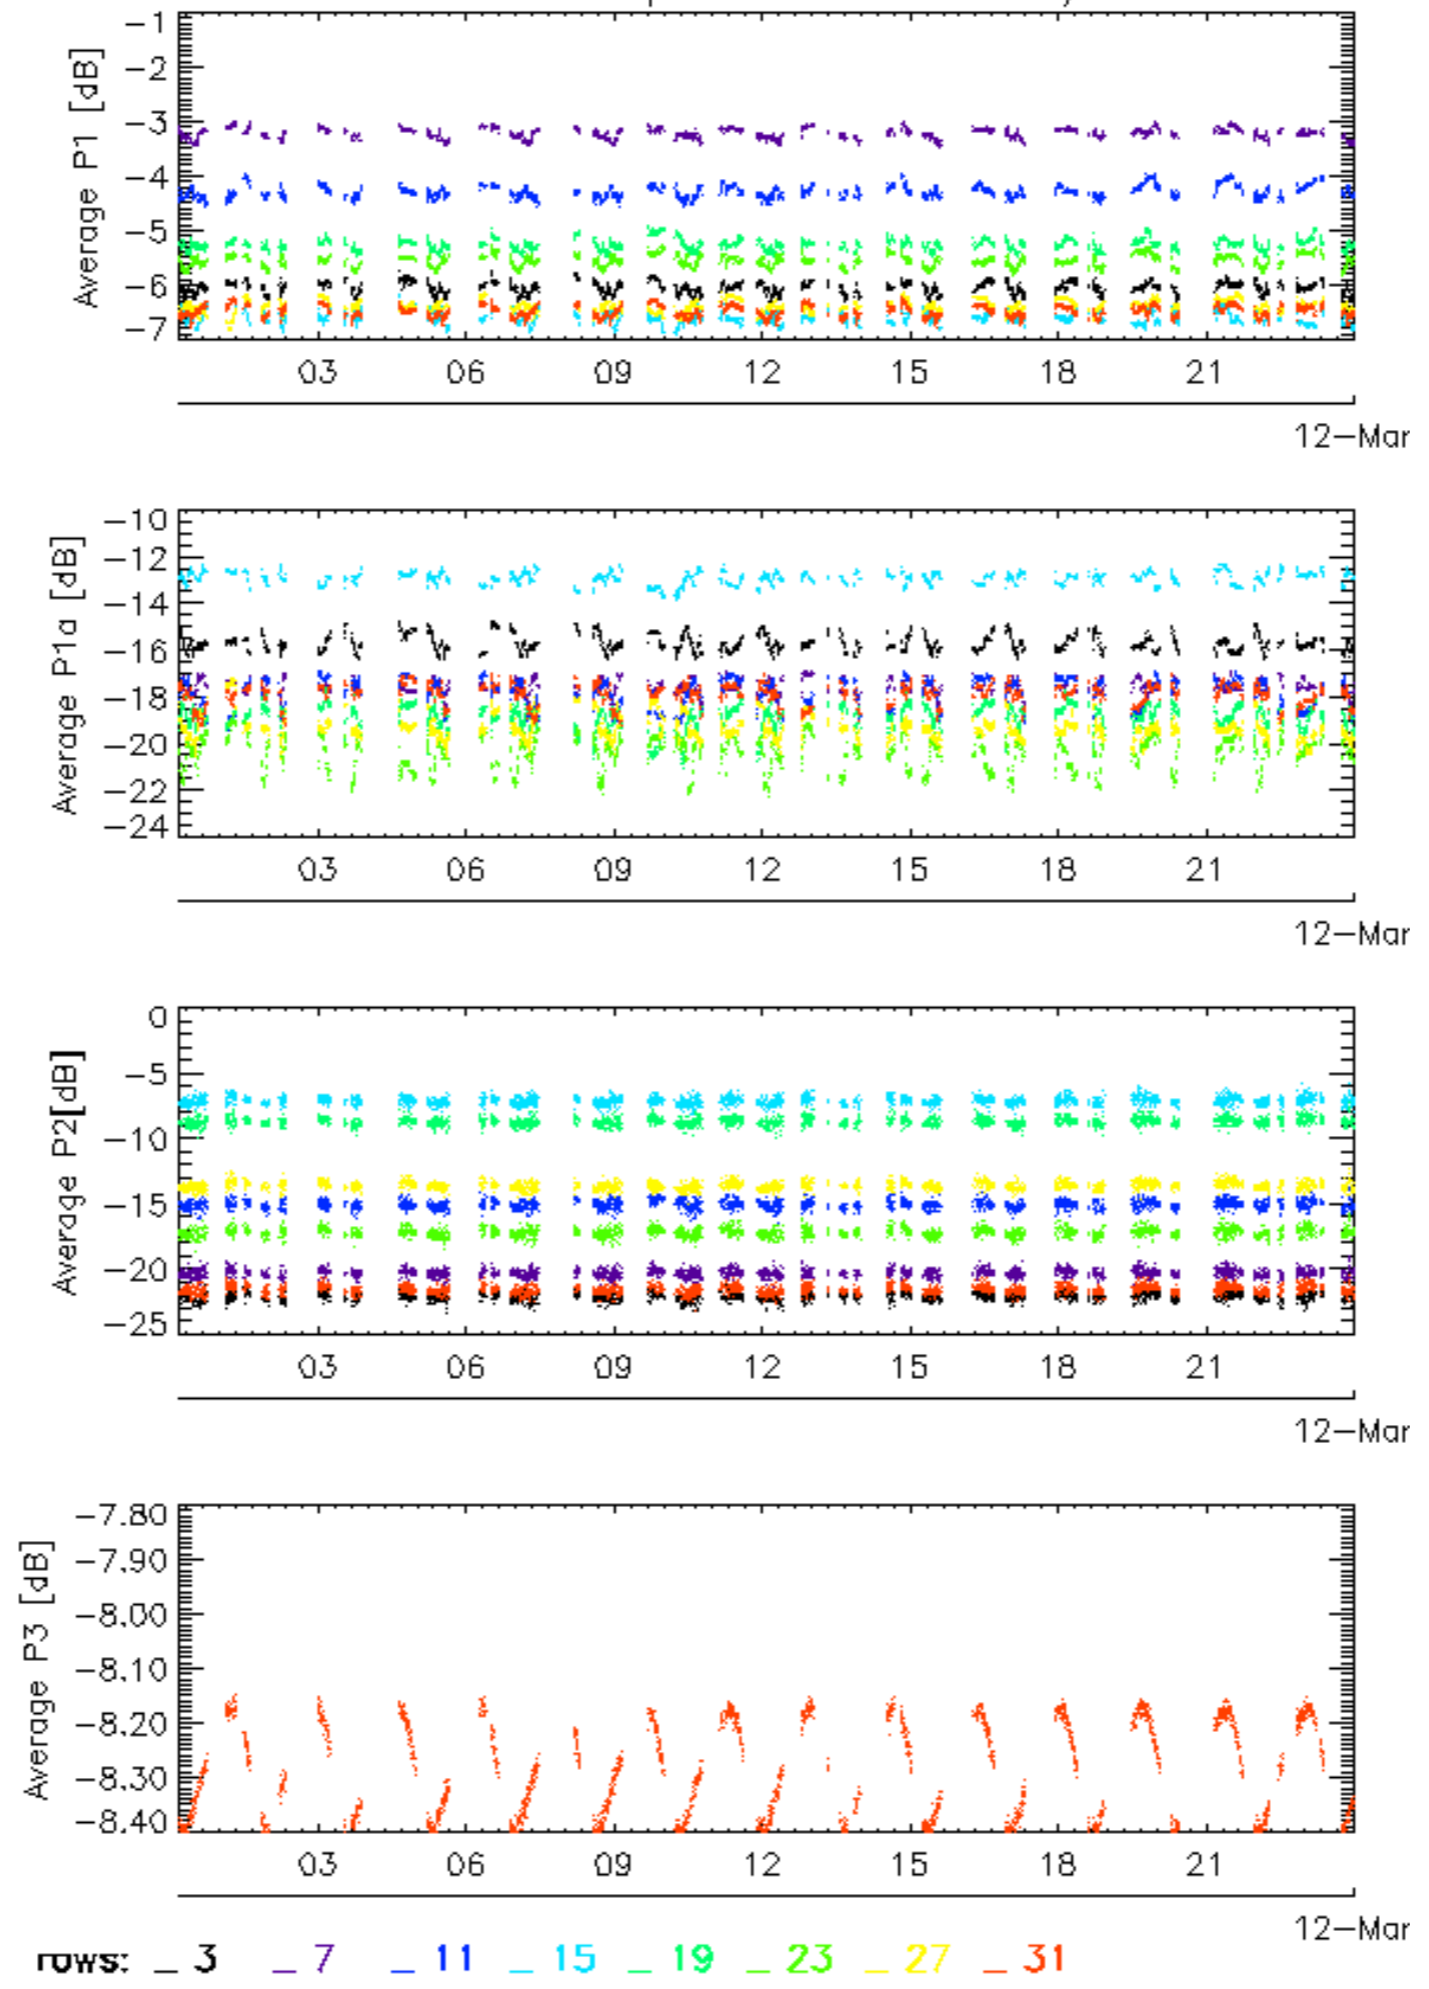 Average P1 [dB]
−1
−2
−3
−4
−5
−6
−7
03 06 09 12 15 18 21
12−Mar
Average P1a [dB]
−10
−12
−14
−16
−18
−20
−22
−24
03 06 09 12 15 18 21
12−Mar
Average P2[dB]
0
−5
−10
−15
−20
−25
03 06 09 12 15 18 21
12−Mar
Average P3 [dB]
−7.80
−7.90
−8.00
−8.10
−8.20
−8.30
−8.40
03 06 09 12 15 18 21
12−Mar
rows: _ 3 _ 7 _ 11 _ 15 _ 19 _ 23 _ 27 _ 31